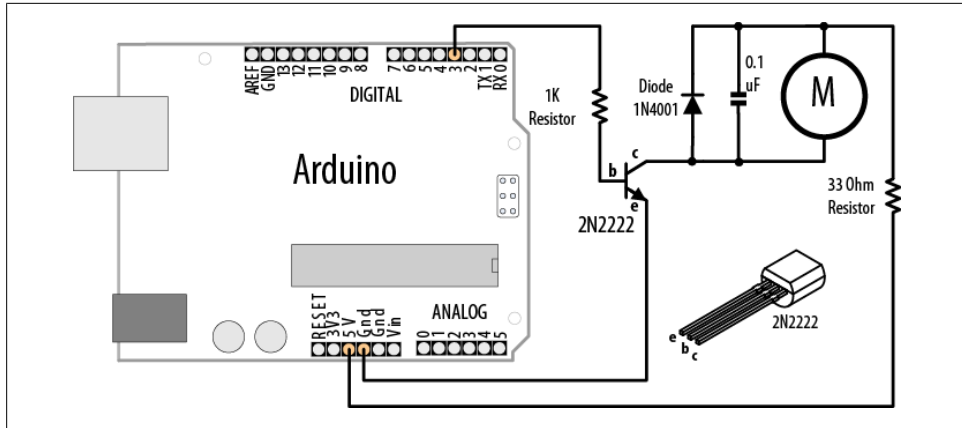 AREF
GND
13
12
11
10
9
8
7
6
5
4
3
2
TX 1
RX 0
DIGITAL
Arduino
RESET
3V3
5V
Gnd
Gnd
Vin
ANALOG
0
1
2
3
4
5
1K
Resistor
b
c
e
2N2222
Diode
1N4001
0.1
uF
M
33 Ohm
Resistor
e
b
c
2N2222